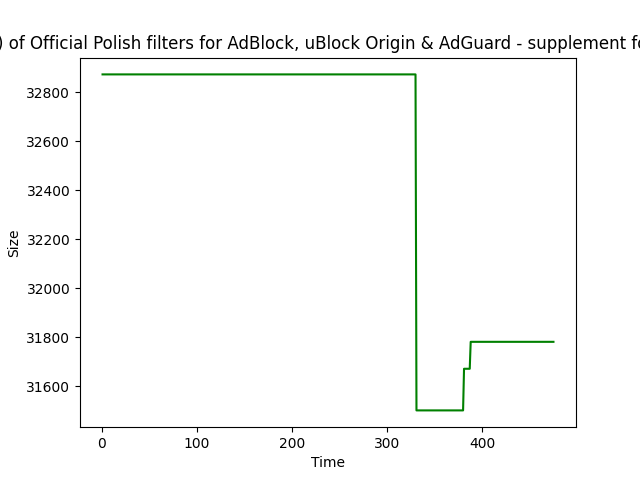 ) of Official Polish filters for AdBlock, uBlock Origin & AdGuard - supplement fo
32800
32600
32400
32200
32000
31800
31600
Size
0 100 200 300 400
Time